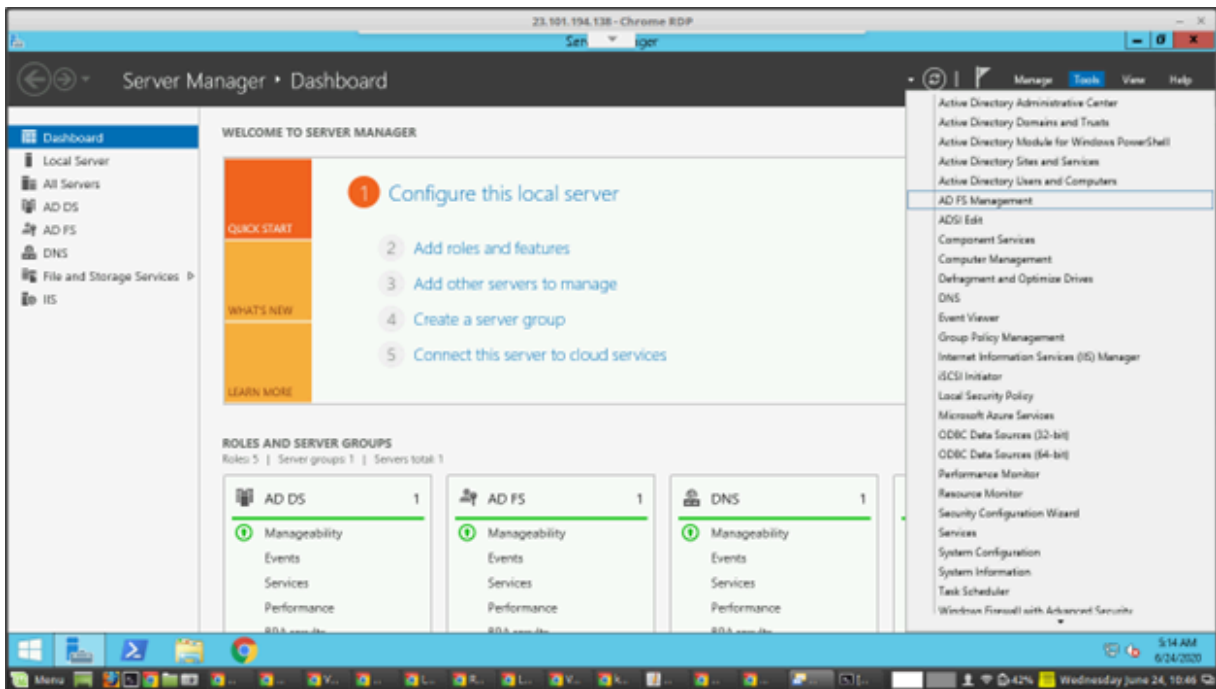 23.101.194.138 - Chrome RDP
Server Manager • Dashboard
Manage Tools View Help
Dashboard
Local Server
All Servers
AD DS
AD FS
DNS
File and Storage Services
IIS
WELCOME TO SERVER MANAGER
QUICK START
WHAT'S NEW
LEARN MORE
1 Configure this local server
2 Add roles and features
3 Add other servers to manage
4 Create a server group
5 Connect this server to cloud services
ROLES AND SERVER GROUPS
Roles: 5 | Server groups: 1 | Servers total: 1
AD DS 1
Manageability
Events
Services
Performance
AD FS 1
Manageability
Events
Services
Performance
DNS 1
Manageability
Events
Services
Performance
Active Directory Administrative Center
Active Directory Domains and Trusts
Active Directory Module for Windows PowerShell
Active Directory Sites and Services
Active Directory Users and Computers
AD FS Management
ADSI Edit
Component Services
Computer Management
Defragment and Optimize Drives
DNS
Event Viewer
Group Policy Management
Internet Information Services (IIS) Manager
iSCSI Initiator
Local Security Policy
Microsoft Azure Services
ODBC Data Sources (32-bit)
ODBC Data Sources (64-bit)
Performance Monitor
Resource Monitor
Security Configuration Wizard
Services
System Configuration
System Information
Task Scheduler
Windows Firewall with Advanced Security
5:14 AM
6/24/2020
Menu
42% Wednesday June 24, 10:46